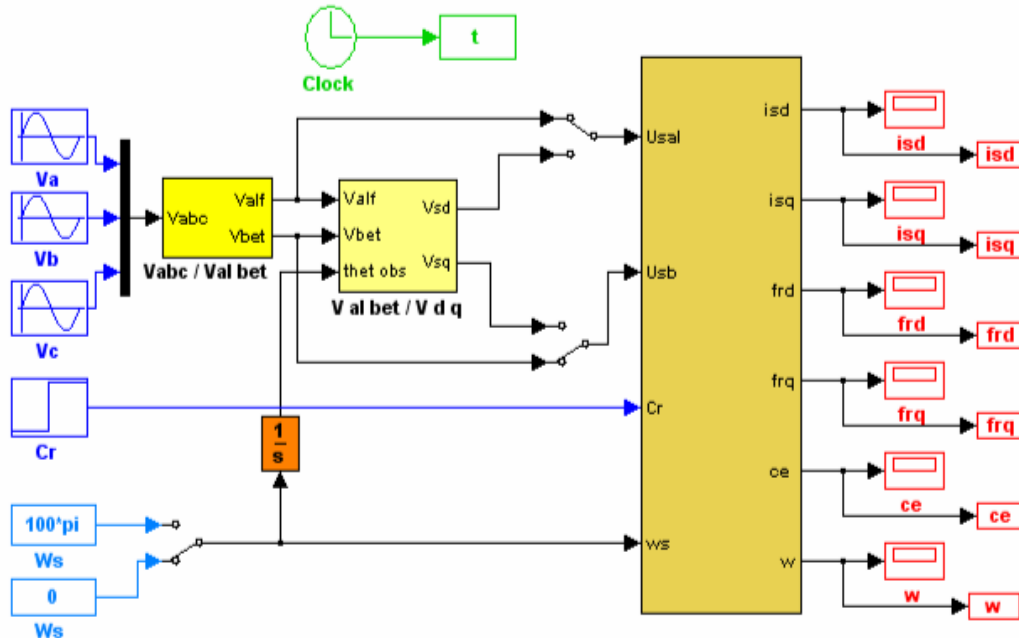 t
Clock
Va
Vb
Vc
Vabc
Valf
Vbet
Vabc / Val bet
Valf
Vbet
thet obs
Vsd
Vsq
V al bet / V d q
Cr
1
s
100*pi
Ws
0
Ws
Usal
Usb
Cr
ws
isd
isq
frd
frq
ce
w
isd
isd
isq
isq
frd
frd
frq
frq
ce
ce
w
w